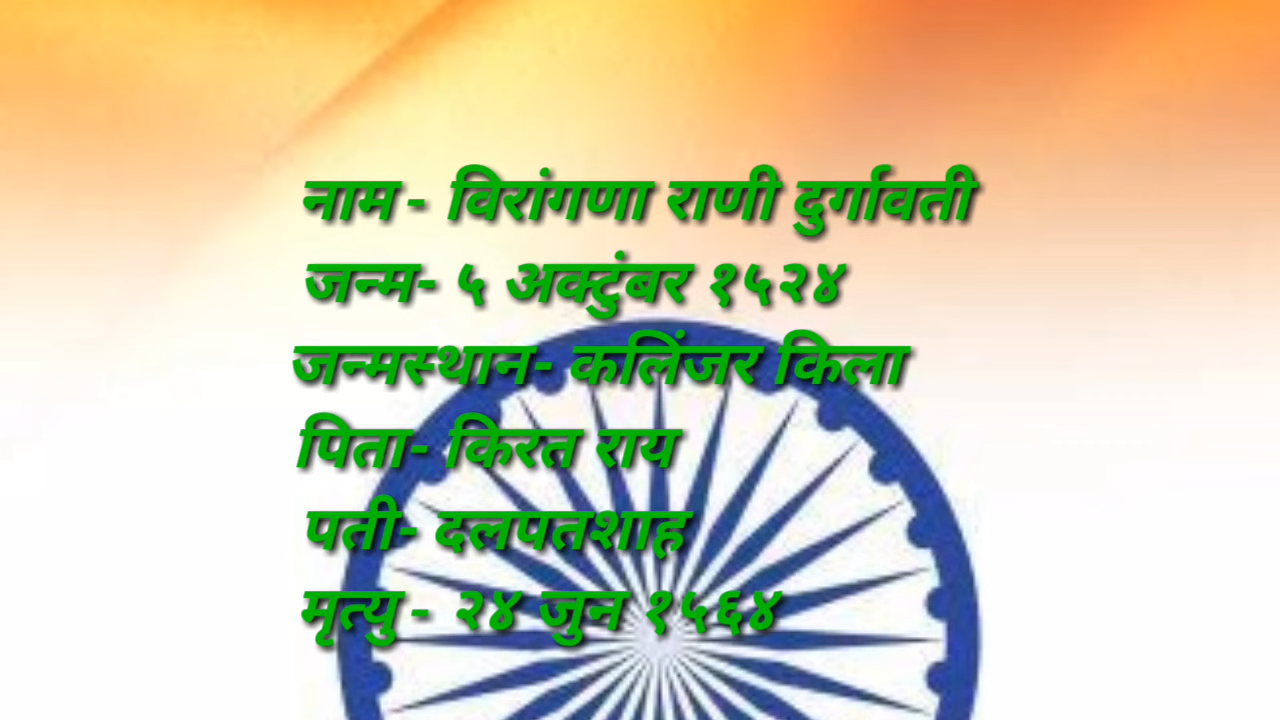 नाम - विरांगणा राणी दुर्गावती
जन्म- ५ अक्टुंबर १५२४
जन्मस्थान- कलिंजर किला
पिता- किरत राय
पती- दलपतशाह
मृत्यु - २४ जुन १५६४